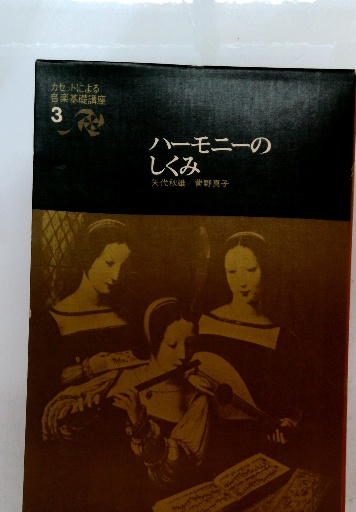 カセットによる
音楽基礎講座
3
ハーモニーの
しくみ
矢代秋雄／菅野真子